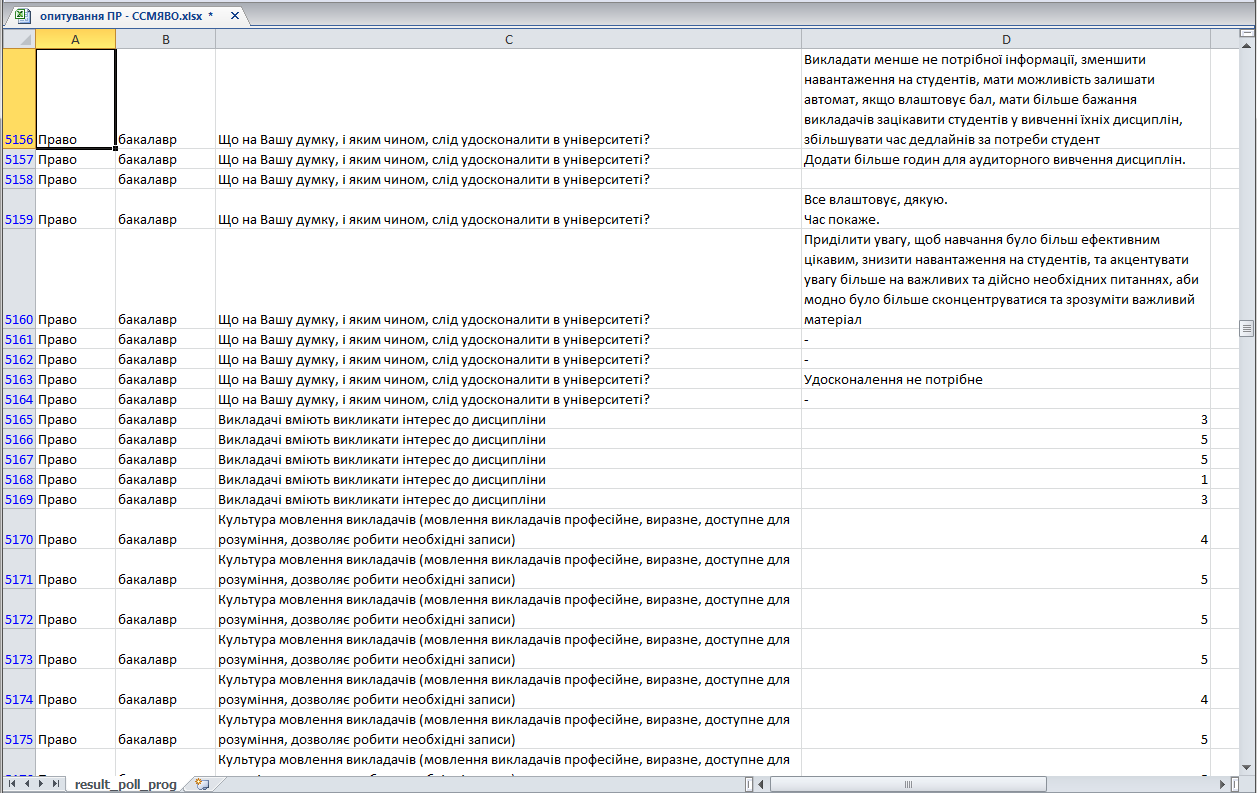 опитування ПР - ССМЯВО.xlsx *
A B C D
Викладати менше не потрібної інформації, зменшити
навантаження на студентів, мати можливість залишати
автомат, якщо влаштовує бал, мати більше бажання
викладачів зацікавити студентів у вивченні їхніх дисциплін,
5156 Право бакалавр Що на Вашу думку, і яким чином, слід удосконалити в університеті? збільшувати час дедлайнів за потреби студент
5157 Право бакалавр Що на Вашу думку, і яким чином, слід удосконалити в університеті? Додати більше годин для аудиторного вивчення дисциплін.
5158 Право бакалавр Що на Вашу думку, і яким чином, слід удосконалити в університеті?
Все влаштовує, дякую.
5159 Право бакалавр Що на Вашу думку, і яким чином, слід удосконалити в університеті? Час покаже.
Приділити увагу, щоб навчання було більш ефективним
цікавим, знизити навантаження на студентів, та акцентувати
увагу більше на важливих та дійсно необхідних питаннях, аби
модно було більше сконцентруватися та зрозуміти важливий
5160 Право бакалавр Що на Вашу думку, і яким чином, слід удосконалити в університеті? матеріал
5161 Право бакалавр Що на Вашу думку, і яким чином, слід удосконалити в університеті? -
5162 Право бакалавр Що на Вашу думку, і яким чином, слід удосконалити в університеті? -
5163 Право бакалавр Що на Вашу думку, і яким чином, слід удосконалити в університеті? Удосконалення не потрібне
5164 Право бакалавр Що на Вашу думку, і яким чином, слід удосконалити в університеті? -
5165 Право бакалавр Викладачі вміють викликати інтерес до дисципліни 3
5166 Право бакалавр Викладачі вміють викликати інтерес до дисципліни 5
5167 Право бакалавр Викладачі вміють викликати інтерес до дисципліни 5
5168 Право бакалавр Викладачі вміють викликати інтерес до дисципліни 1
5169 Право бакалавр Викладачі вміють викликати інтерес до дисципліни 3
Культура мовлення викладачів (мовлення викладачів професійне, виразне, доступне для
5170 Право бакалавр розуміння, дозволяє робити необхідні записи) 4
Культура мовлення викладачів (мовлення викладачів професійне, виразне, доступне для
5171 Право бакалавр розуміння, дозволяє робити необхідні записи) 5
Культура мовлення викладачів (мовлення викладачів професійне, виразне, доступне для
5172 Право бакалавр розуміння, дозволяє робити необхідні записи) 5
Культура мовлення викладачів (мовлення викладачів професійне, виразне, доступне для
5173 Право бакалавр розуміння, дозволяє робити необхідні записи) 5
Культура мовлення викладачів (мовлення викладачів професійне, виразне, доступне для
5174 Право бакалавр розуміння, дозволяє робити необхідні записи) 4
Культура мовлення викладачів (мовлення викладачів професійне, виразне, доступне для
5175 Право бакалавр розуміння, дозволяє робити необхідні записи) 5
Культура мовлення викладачів (мовлення викладачів професійне, виразне, доступне для
result_poll_prog